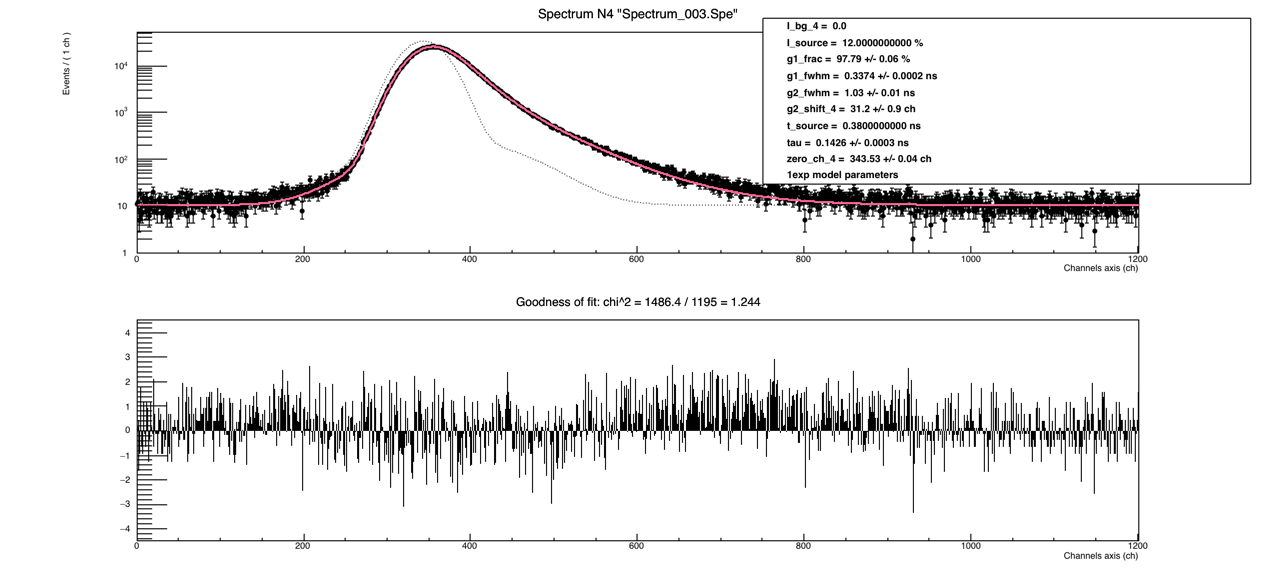 Spectrum N4 "Spectrum_003.Spe"
Events / ( 1 ch )
I_bg_4 = 0.0
I_source = 12.0000000000 %
g1_frac = 97.79 +/- 0.06 %
g1_fwhm = 0.3374 +/- 0.0002 ns
g2_fwhm = 1.03 +/- 0.01 ns
g2_shift_4 = 31.2 +/- 0.9 ch
t_source = 0.3800000000 ns
tau = 0.1426 +/- 0.0003 ns
zero_ch_4 = 343.53 +/- 0.04 ch
1exp model parameters
10⁴
10³
10²
10
1
0 200 400 600 800 1000 1200
Channels axis (ch)
Goodness of fit: chi^2 = 1486.4 / 1195 = 1.244
4
3
2
1
0
−1
−2
−3
−4
0 200 400 600 800 1000 1200
Channels axis (ch)